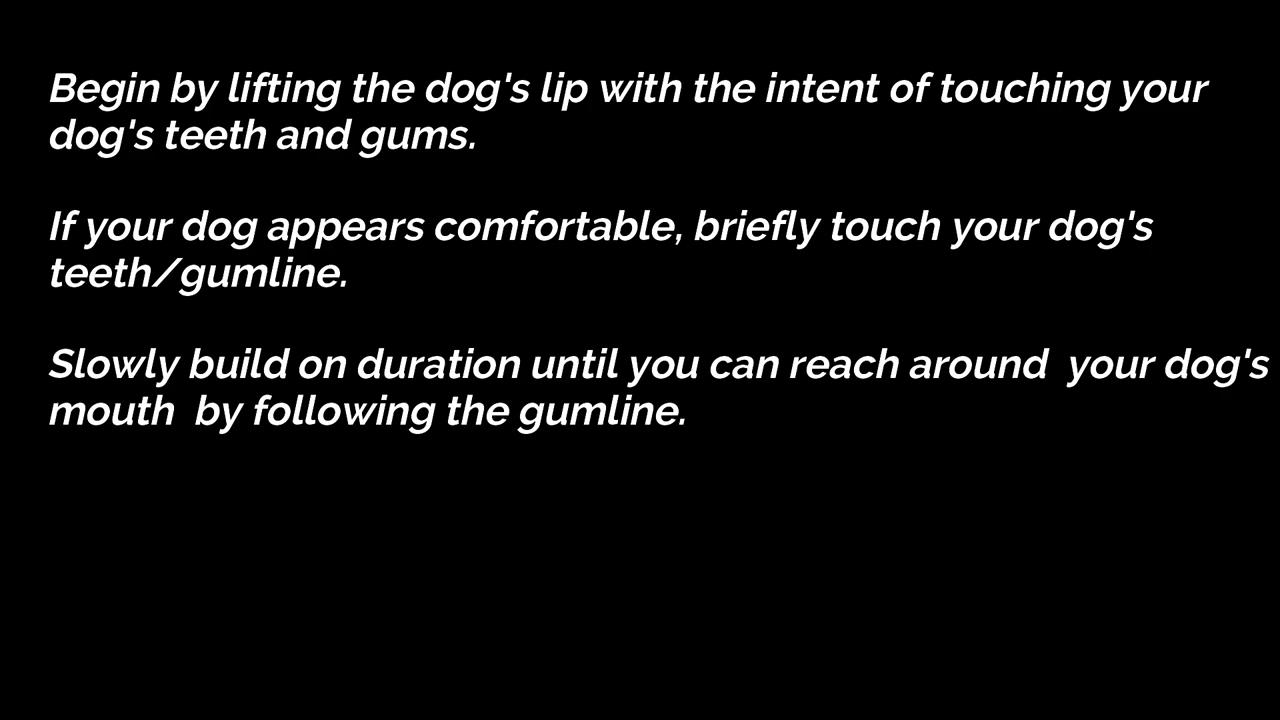 Begin by lifting the dog's lip with the intent of touching your
dog's teeth and gums.
If your dog appears comfortable, briefly touch your dog's
teeth/gumline.
Slowly build on duration until you can reach around  your dog's
mouth  by following the gumline.